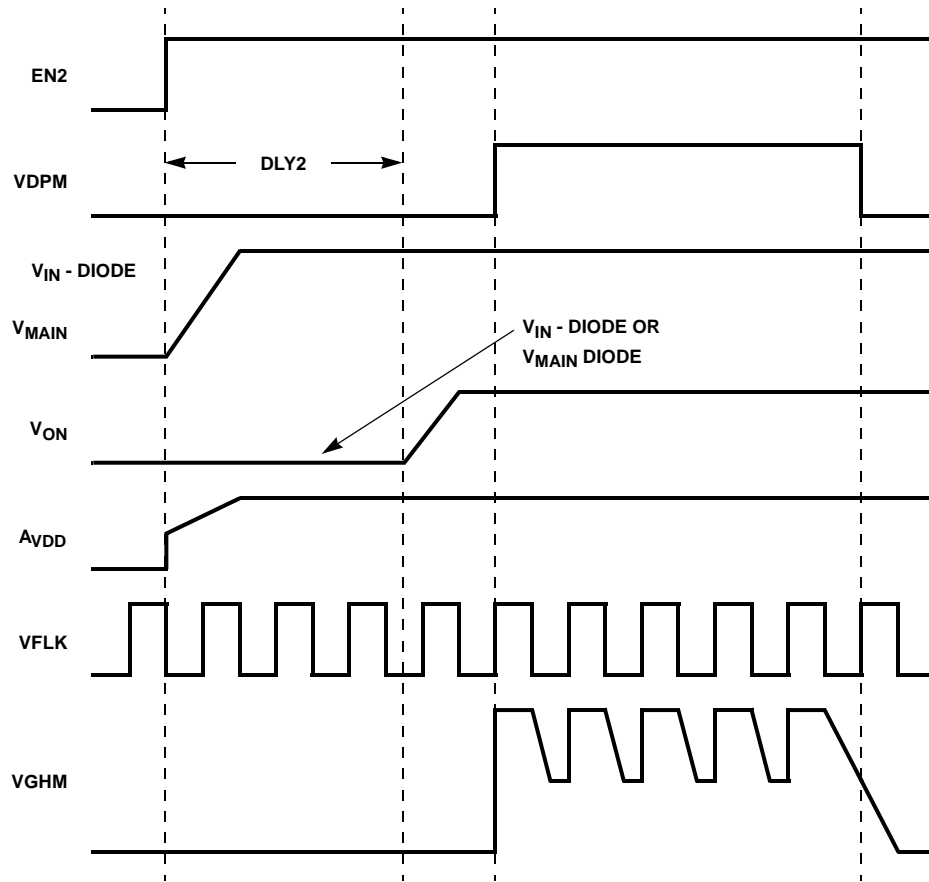 EN2
DLY2
VDPM
VIN - DIODE
VMAIN
VIN - DIODE OR
VMAIN DIODE
VON
AVDD
VFLK
VGHM